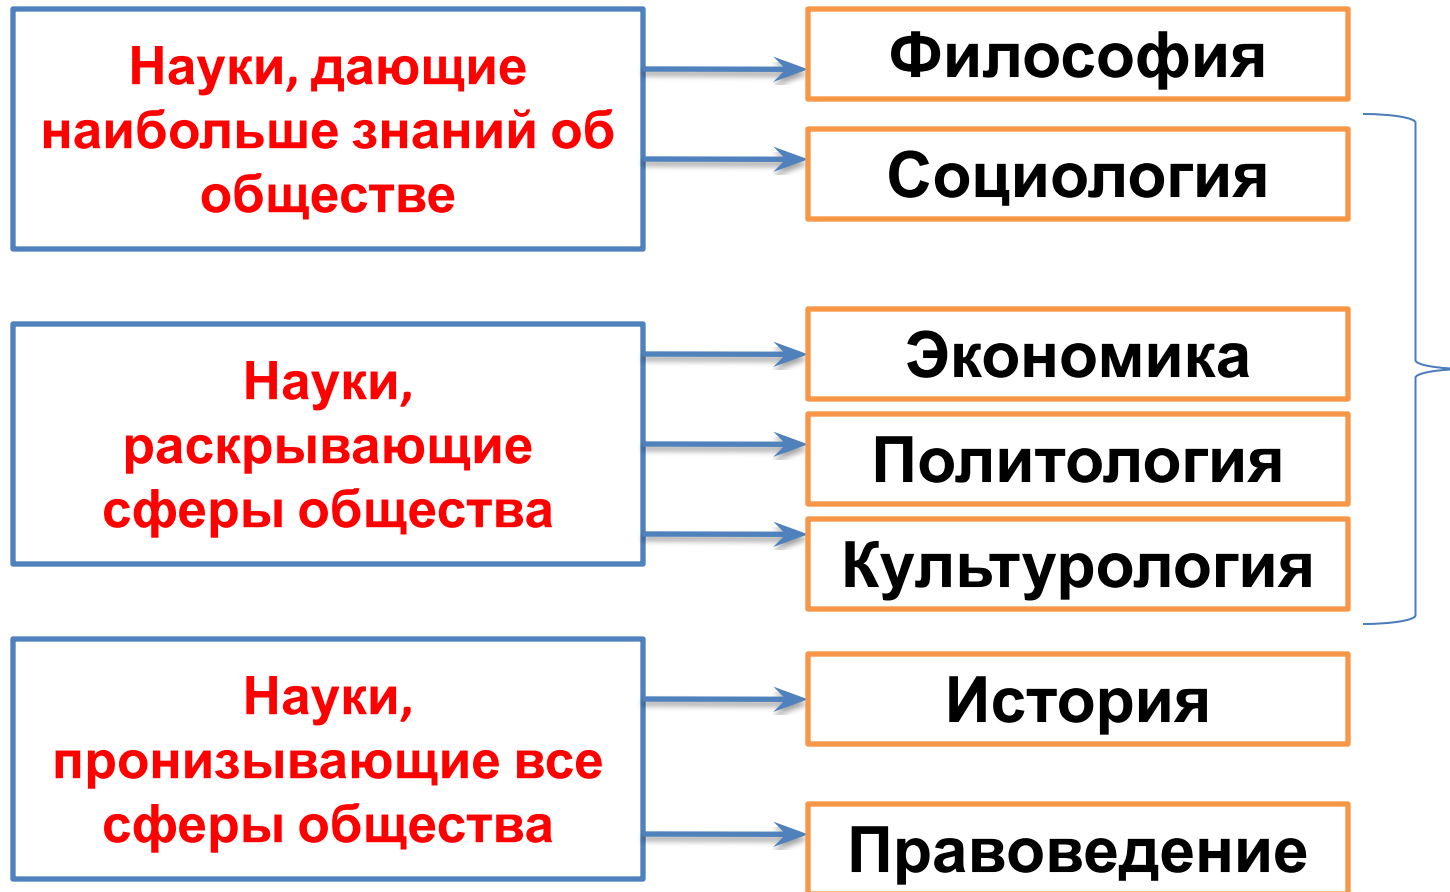 Науки, дающие
наибольше знаний об
обществе
Философия
Социология
Науки,
раскрывающие
сферы общества
Экономика
Политология
Культурология
Науки,
пронизывающие все
сферы общества
История
Правоведение